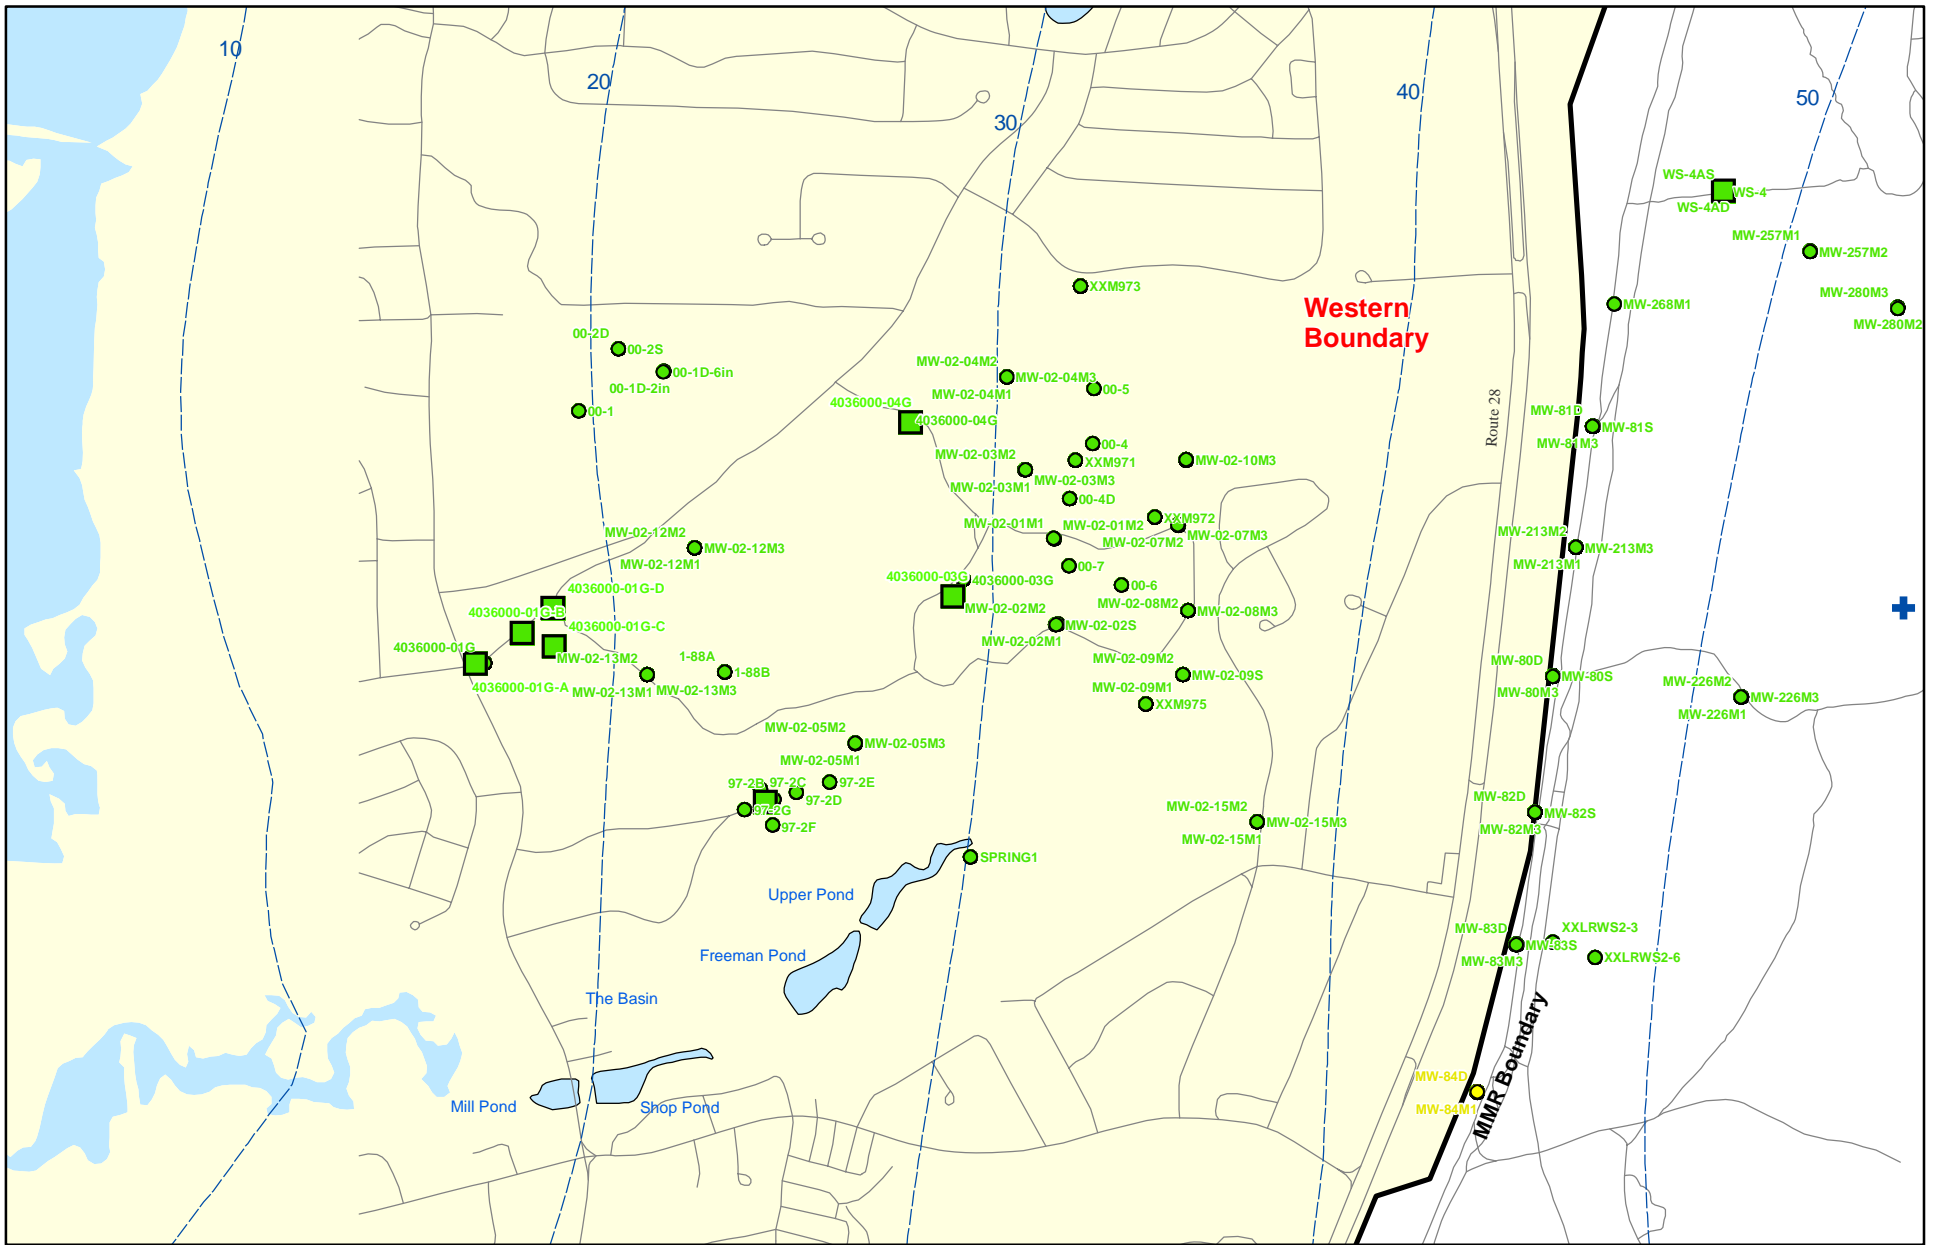 10
20
30
40
50
WS-4AS
WS-4
WS-4AD
MW-257M1
MW-257M2
MW-280M3
MW-280M2
MW-268M1
XXM973
Western
Boundary
00-2D
00-2S
00-1D-6in
00-1D-2in
00-1
MW-02-04M2
MW-02-04M3
MW-02-04M1
00-5
4036000-04G
4036000-04G
Route 28
MW-81D
MW-81S
MW-81M3
00-4
XXM971
MW-02-03M2
MW-02-03M3
MW-02-03M1
MW-02-10M3
00-4D
XXM972
MW-02-01M1
MW-02-01M2
MW-02-07M2
MW-02-07M3
MW-213M2
MW-213M3
MW-213M1
MW-02-12M2
MW-02-12M3
MW-02-12M1
00-7
4036000-03G
4036000-03G
00-6
MW-02-02M2
MW-02-08M2
MW-02-08M3
4036000-01G-D
4036000-01G-B
4036000-01G-C
MW-02-02S
MW-02-02M1
4036000-01G
4036000-01G-A
MW-02-13M2
MW-02-13M1
MW-02-13M3
1-88A
1-88B
MW-02-09M2
MW-02-09S
MW-02-09M1
XXM975
MW-80D
MW-80S
MW-80M3
MW-226M2
MW-226M3
MW-226M1
MW-02-05M2
MW-02-05M3
MW-02-05M1
97-2B
97-2C
97-2E
97-2D
97-2G
97-2F
MW-02-15M2
MW-02-15M3
MW-02-15M1
MW-82D
MW-82S
MW-82M3
SPRING1
Upper Pond
Freeman Pond
MW-83D
MW-83S
MW-83M3
XXLRWS2-3
XXLRWS2-6
The Basin
MMR Boundary
MW-84D
MW-84M1
Mill Pond
Shop Pond